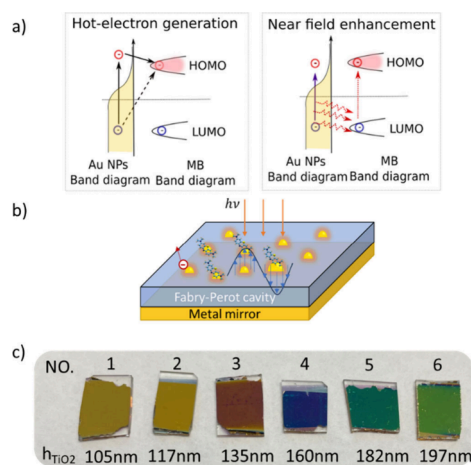 a)
Hot-electron generation
HOMO
LUMO
Au NPs
Band diagram
MB
Band diagram
Near field enhancement
HOMO
LUMO
Au NPs
Band diagram
MB
Band diagram
b)
hν
Fabry-Perot cavity
Metal mirror
c)
NO. 1 2 3 4 5 6
hTiO2 105nm 117nm 135nm 160nm 182nm 197nm